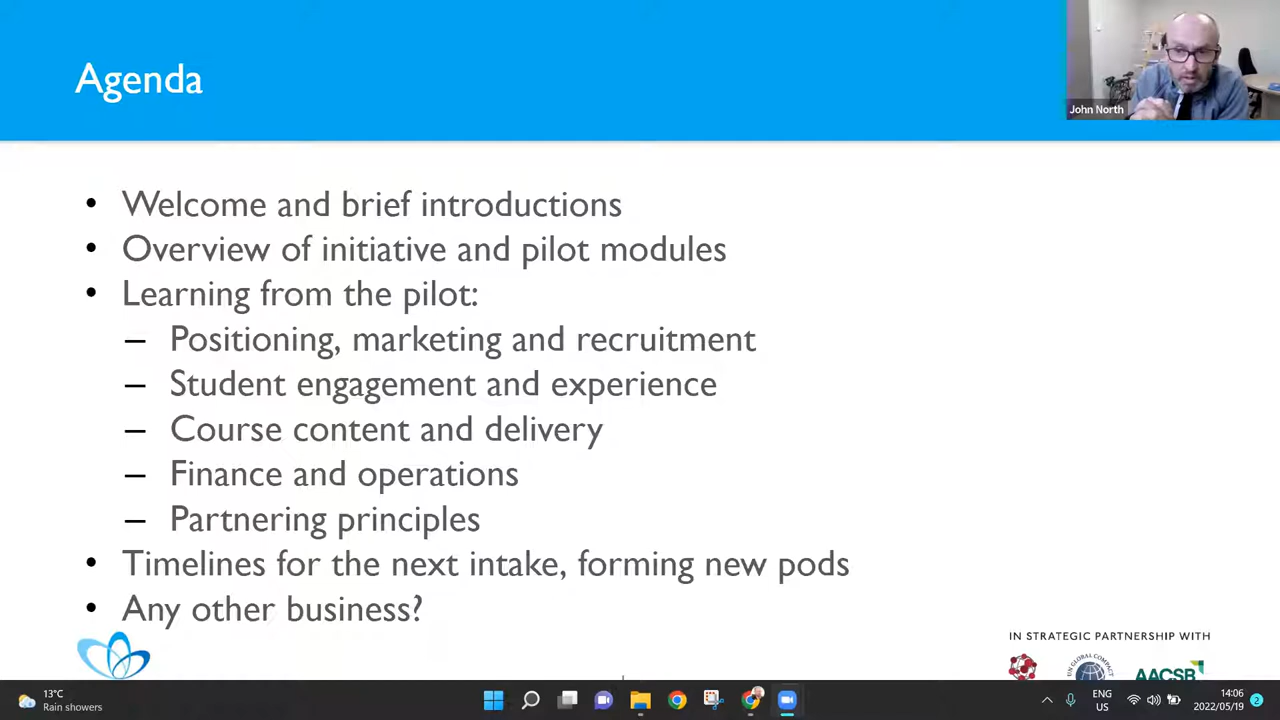 Agenda
John North
• Welcome and brief introductions
• Overview of initiative and pilot modules
• Learning from the pilot:
– Positioning, marketing and recruitment
– Student engagement and experience
– Course content and delivery
– Finance and operations
– Partnering principles
• Timelines for the next intake, forming new pods
• Any other business?
IN STRATEGIC PARTNERSHIP WITH
AACSB
13°C
Rain showers
ENG
US
14:06
2022/05/19
2